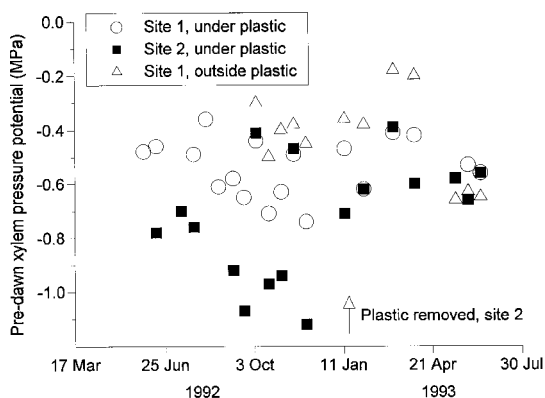 Pre-dawn xylem pressure potential (MPa)
0.0
-0.2
-0.4
-0.6
-0.8
-1.0
Site 1, under plastic
Site 2, under plastic
Site 1, outside plastic
Plastic removed, site 2
17 Mar
25 Jun
3 Oct
11 Jan
21 Apr
30 Jul
1992
1993